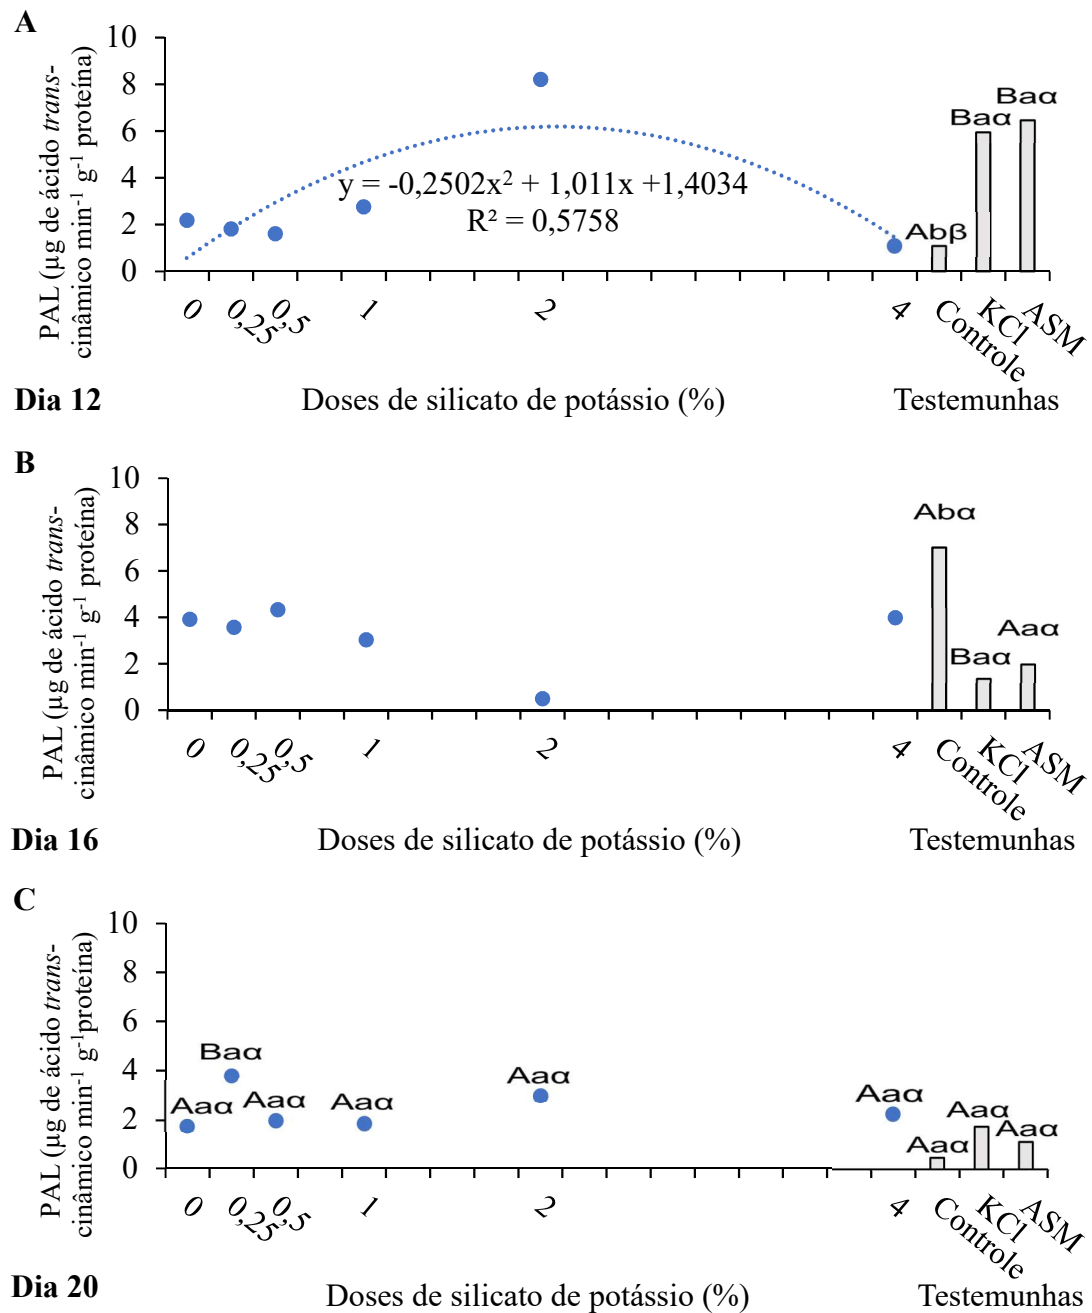 A
PAL (µg de ácido trans-
cinâmico min⁻¹ g⁻¹ proteína)
10
8
6
4
2
0
Baα
Baα
Abβ
y = -0,2502x² + 1,011x +1,4034
R² = 0,5758
0
0,25
0,5
1
2
4
Controle
KCl
ASM
Dia 12
Doses de silicato de potássio (%)
Testemunhas
B
PAL (µg de ácido trans-
cinâmico min⁻¹ g⁻¹ proteína)
10
8
6
4
2
0
Abα
Baα
Aaα
0
0,25
0,5
1
2
4
Controle
KCl
ASM
Dia 16
Doses de silicato de potássio (%)
Testemunhas
C
PAL (µg de ácido trans-
cinâmico min⁻¹ g⁻¹proteína)
10
8
6
4
2
0
Aaα
Baα
Aaα
Aaα
Aaα
Aaα
Aaα
Aaα
Aaα
0
0,25
0,5
1
2
4
Controle
KCl
ASM
Dia 20
Doses de silicato de potássio (%)
Testemunhas